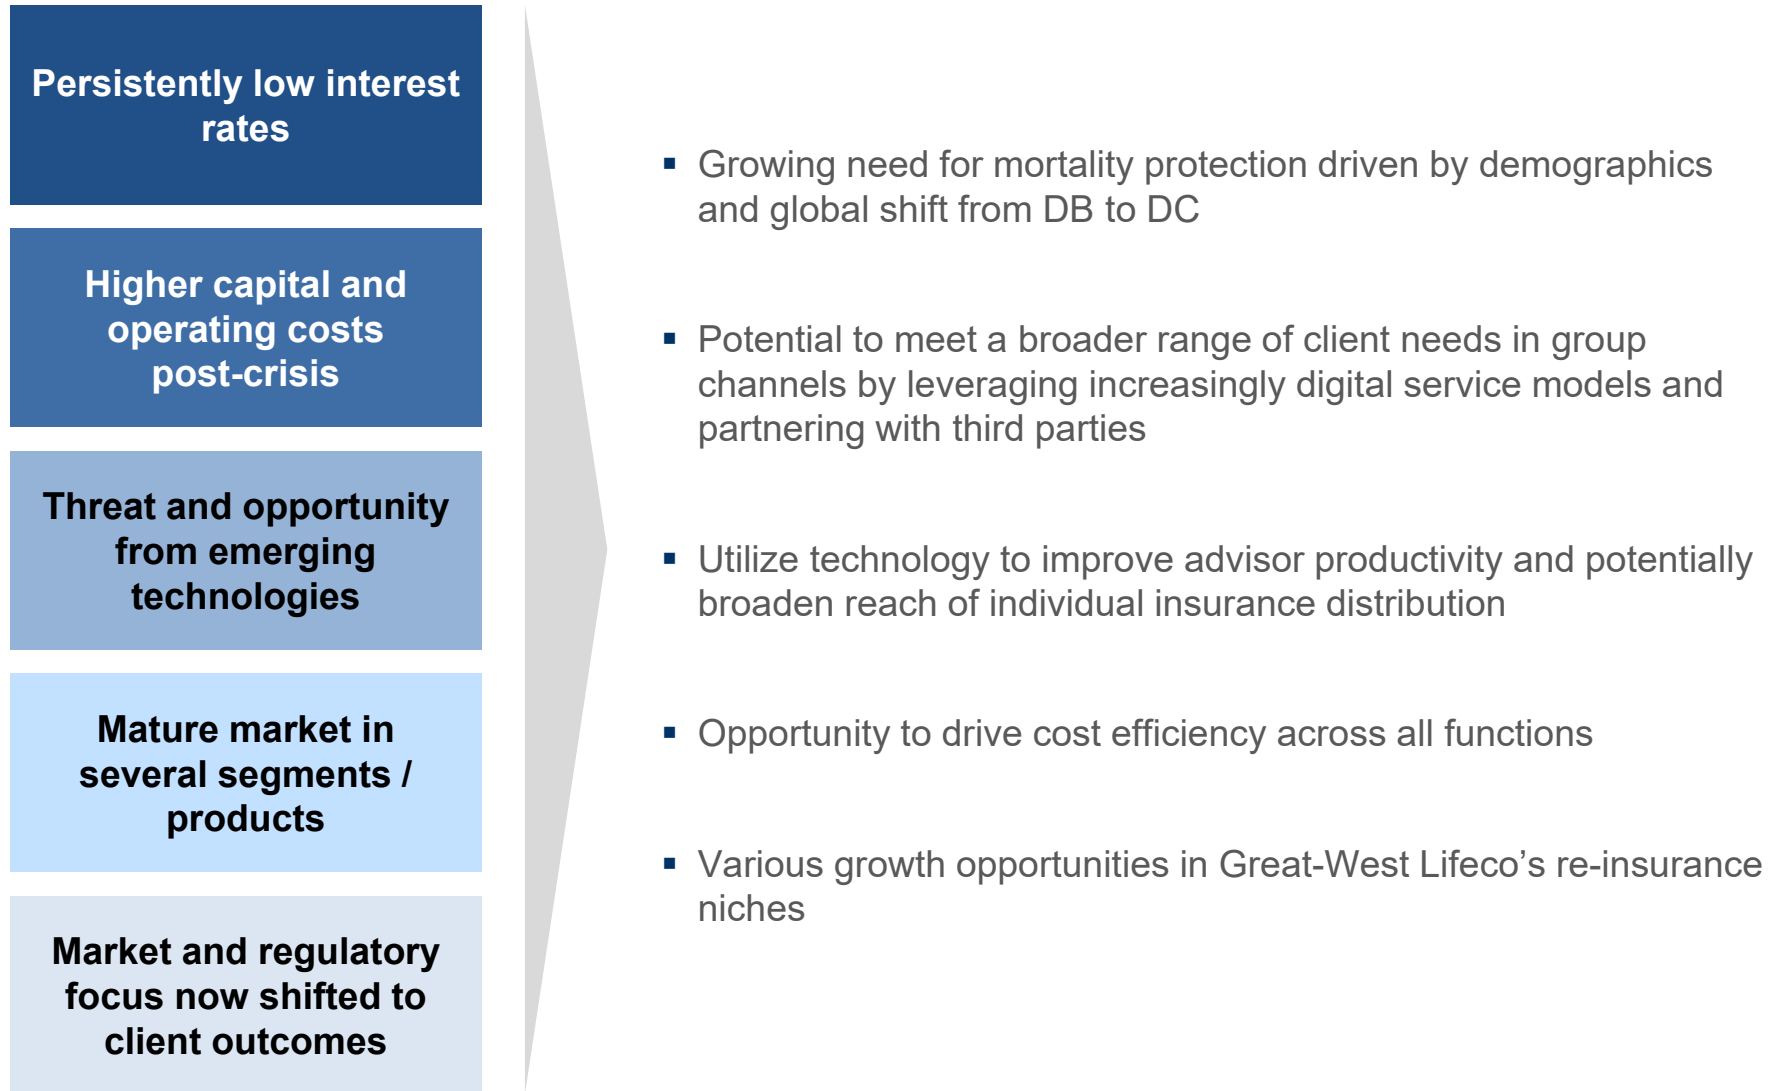 Persistently low interest
rates
Higher capital and
operating costs
post-crisis
Threat and opportunity
from emerging
technologies
Mature market in
several segments /
products
Market and regulatory
focus now shifted to
client outcomes
▪ Growing need for mortality protection driven by demographics
and global shift from DB to DC
▪ Potential to meet a broader range of client needs in group
channels by leveraging increasingly digital service models and
partnering with third parties
▪ Utilize technology to improve advisor productivity and potentially
broaden reach of individual insurance distribution
▪ Opportunity to drive cost efficiency across all functions
▪ Various growth opportunities in Great-West Lifeco’s re-insurance
niches